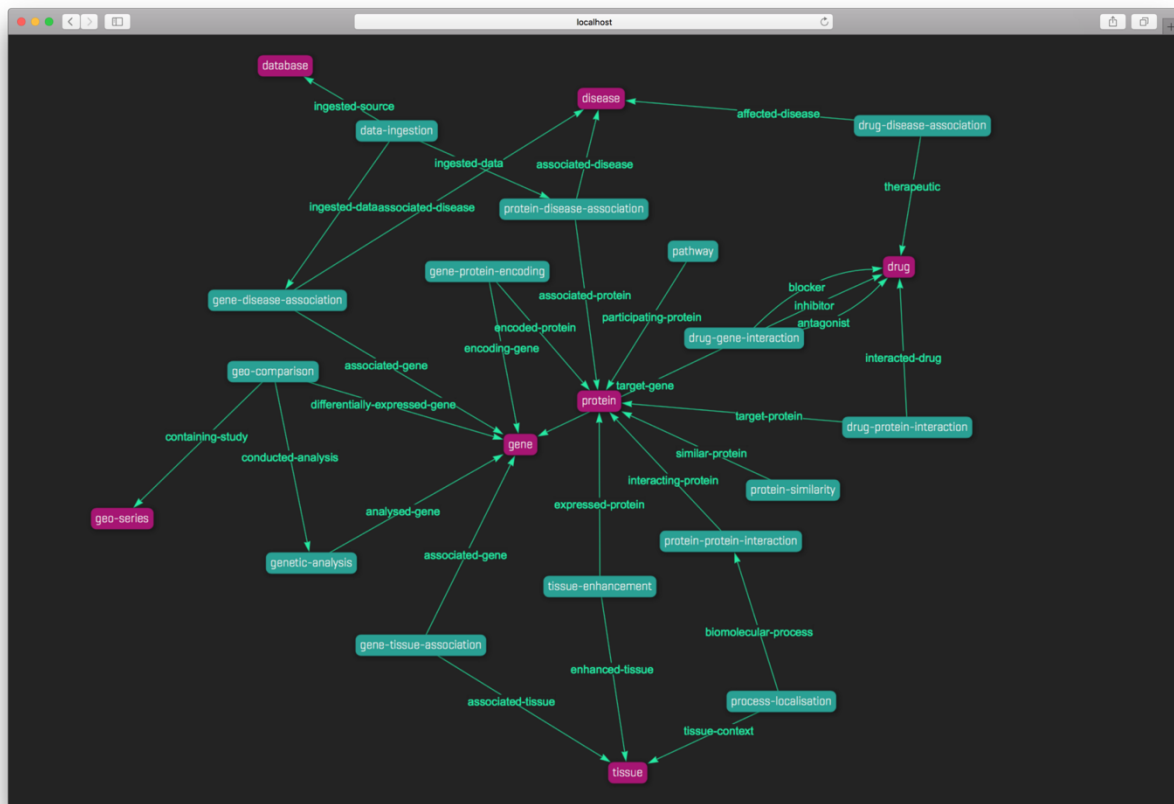 localhost
database
disease
ingested-source
affected-disease
drug-disease-association
data-ingestion
ingested-data
associated-disease
therapeutic
ingested-data
associated-disease
protein-disease-association
pathway
gene-protein-encoding
drug
blocker
gene-disease-association
associated-protein
inhibitor
participating-protein
antagonist
encoded-protein
drug-gene-interaction
encoding-gene
interacted-drug
associated-gene
geo-comparison
target-gene
differentially-expressed-gene
protein
target-protein
drug-protein-interaction
containing-study
gene
similar-protein
conducted-analysis
interacting-protein
protein-similarity
expressed-protein
analysed-gene
geo-series
protein-protein-interaction
associated-gene
genetic-analysis
tissue-enhancement
biomolecular-process
gene-tissue-association
enhanced-tissue
associated-tissue
process-localisation
tissue-context
tissue